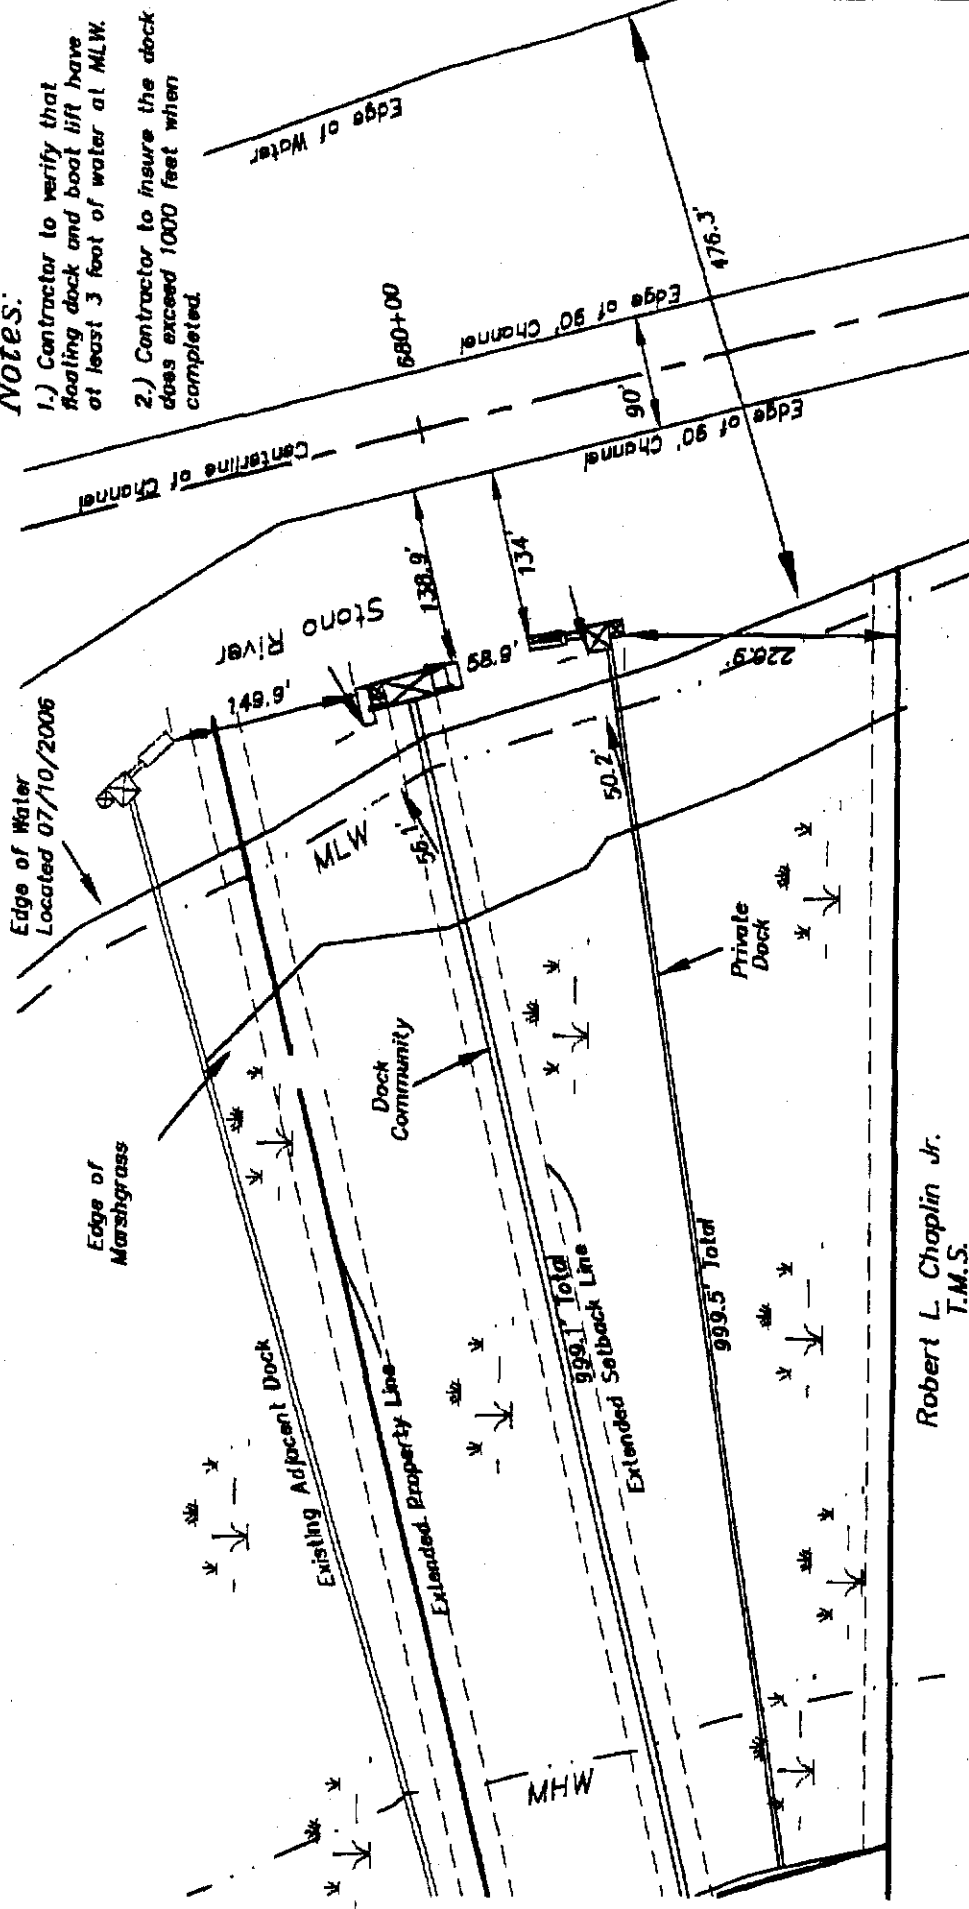 Notes:
1.) Contractor to verify that
floating dock and boat lift have
at least 3 foot of water at MLW.
2.) Contractor to insure the dock
does exceed 1000 feet when
completed.
Edge of Water
680+00
Edge of 90' Channel
Centerline of Channel
Edge of 90' Channel
90'
476.3'
Stono River
138.9'
134'
58.9'
149.9'
226.9'
Edge of Water
Located 07/10/2006
MLW
56.1'
50.2'
Edge of
Marshgrass
Dock
Community
Private
Dock
Existing Adjacent Dock
Extended Property Line
999.1' Total
Extended Setback Line
999.5' Total
MHW
Robert L. Chaplin Jr.
T.M.S.